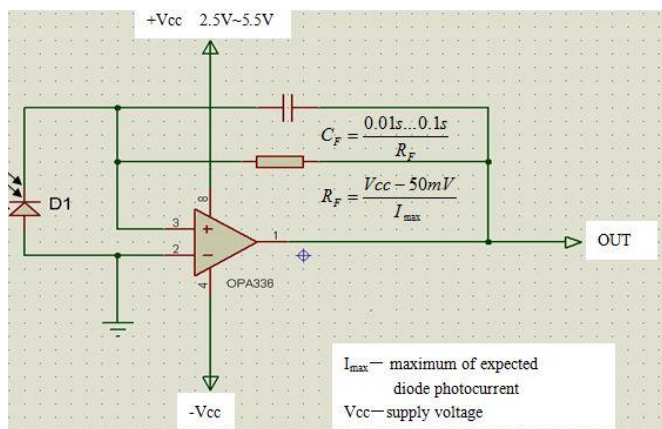 +Vcc 2.5V~5.5V
C_F = 0.01s...0.1s / R_F
R_F = Vcc − 50mV / I_max
D1
8
3
+
1
2
−
OUT
OPA336
4
I_max— maximum of expected
diode photocurrent
Vcc—supply voltage
-Vcc